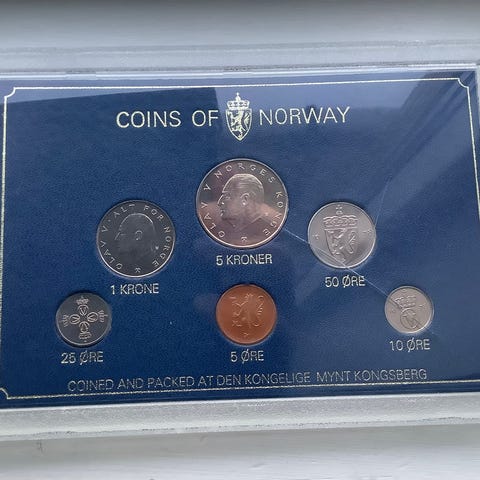 COINS OF NORWAY
OLAV V NORGES KONGE
5 KRONER
OLAV V · ALT FOR NORGE
1 KRONE
50 ØRE
25 ØRE
5 ØRE
10 ØRE
COINED AND PACKED AT DEN KONGELIGE MYNT KONGSBERG